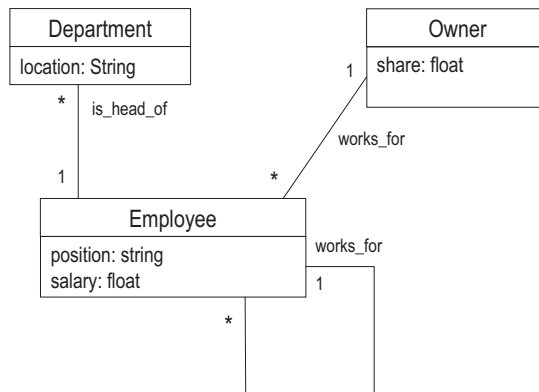 Department
location: String
Owner
share: float
*
is_head_of
1
1
works_for
*
Employee
position: string
salary: float
works_for
1
*